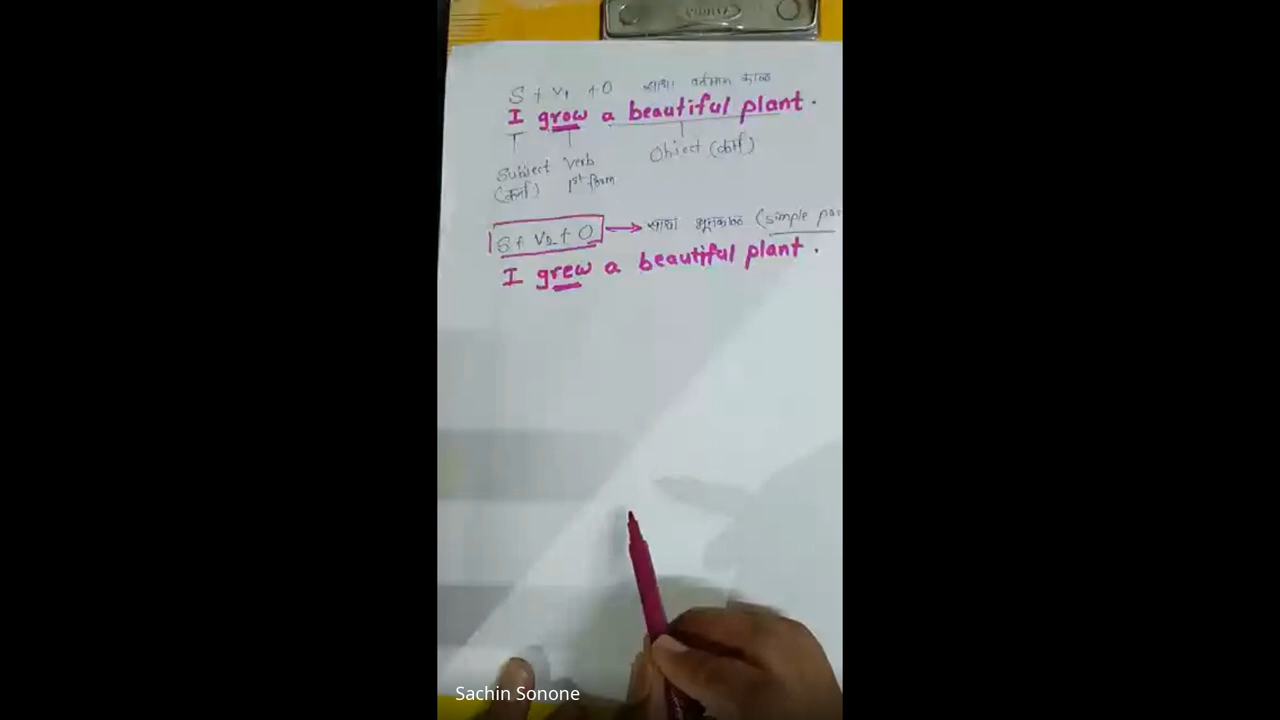 S + V1 + O साधा वर्तमान काळ
I grow a beautiful plant.
Subject Verb Object (कर्म)
(कर्ता) 1st form
S + V2 + O → साधा भूतकाळ (simple pas
I grew a beautiful plant.
Sachin Sonone